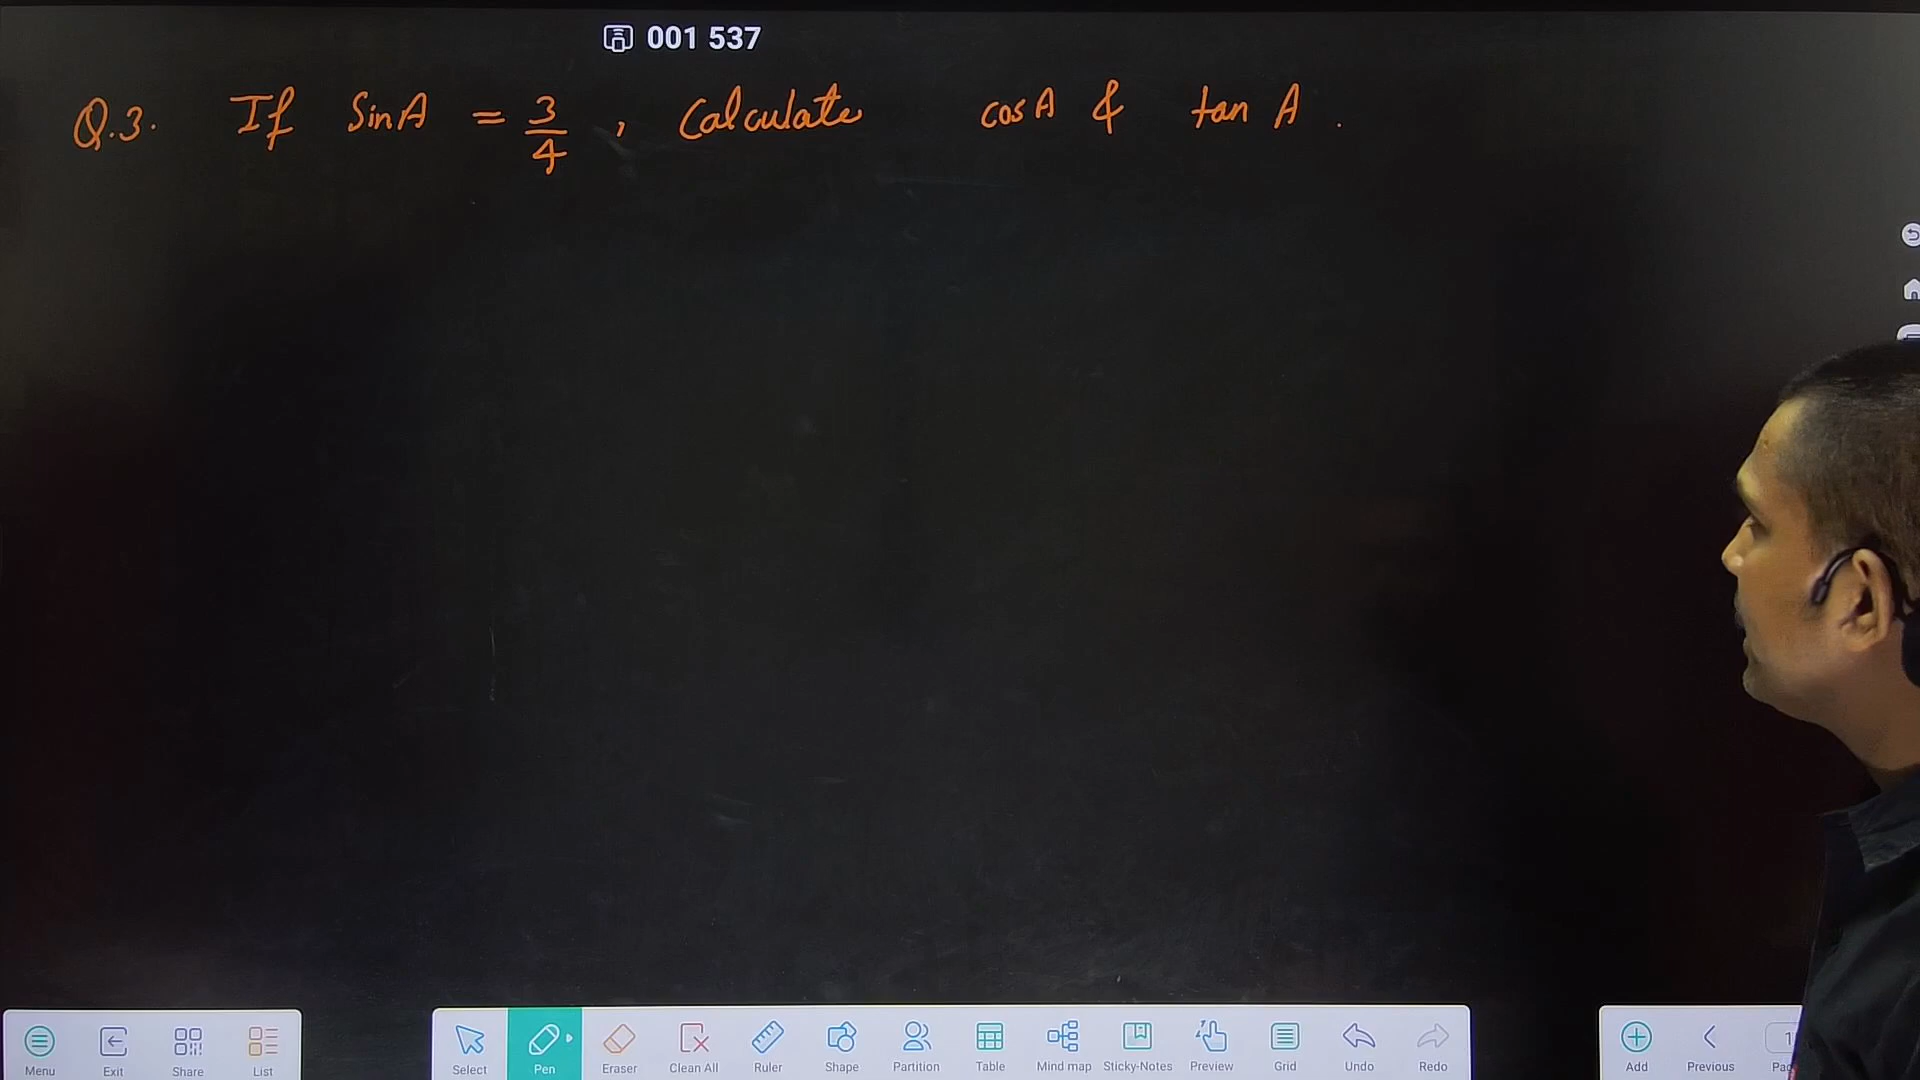 001 537
Q.3. If SinA = 3/4 , Calculate cosA & tan A .
Menu Exit Share List Select Pen Eraser Clean All Ruler Shape Partition Table Mind map Sticky-Notes Preview Grid Undo Redo Add Previous